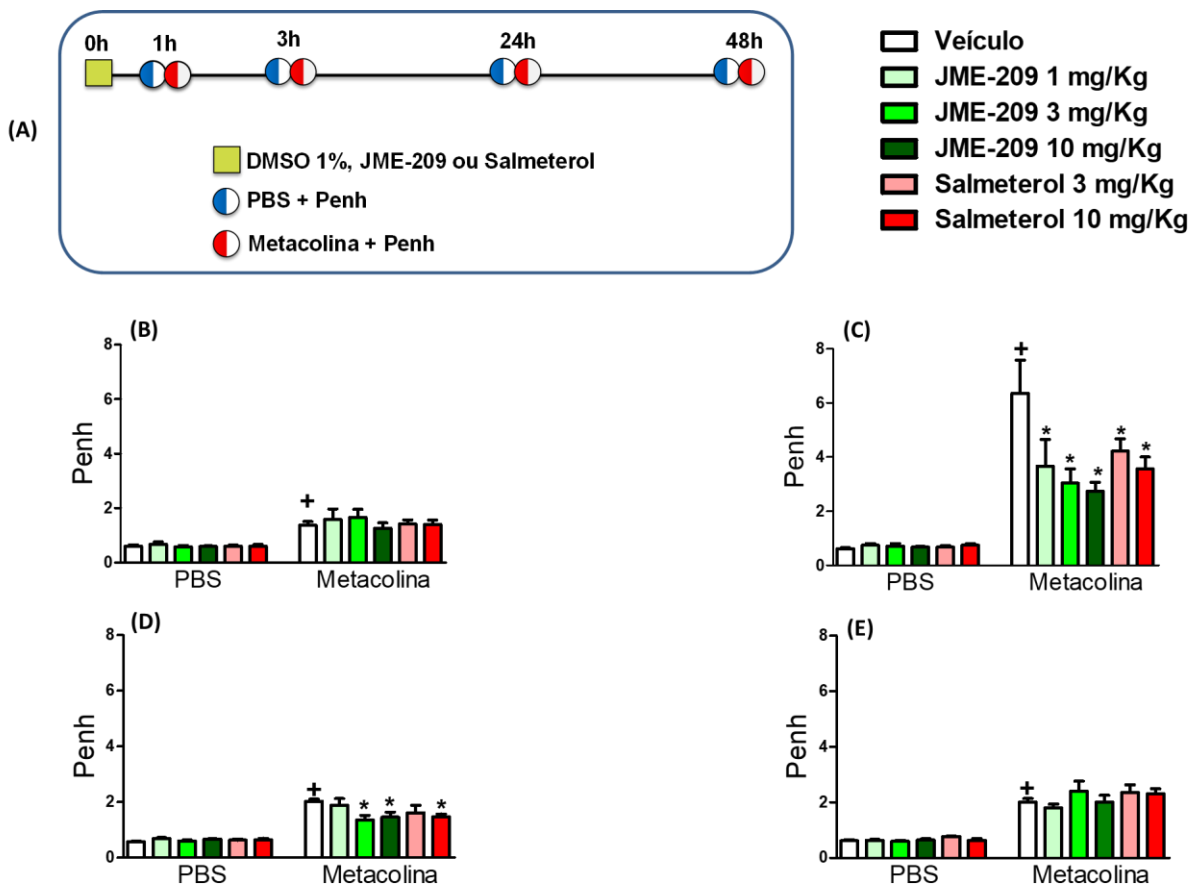 (A)
0h 1h 3h 24h 48h
DMSO 1%, JME-209 ou Salmeterol
PBS + Penh
Metacolina + Penh
Veículo
JME-209 1 mg/Kg
JME-209 3 mg/Kg
JME-209 10 mg/Kg
Salmeterol 3 mg/Kg
Salmeterol 10 mg/Kg
(B)
Penh
8
6
4
2
0
+
PBS Metacolina
(C)
Penh
8
6
4
2
0
+
* * * * *
PBS Metacolina
(D)
Penh
8
6
4
2
0
+
* * *
PBS Metacolina
(E)
Penh
8
6
4
2
0
+
PBS Metacolina